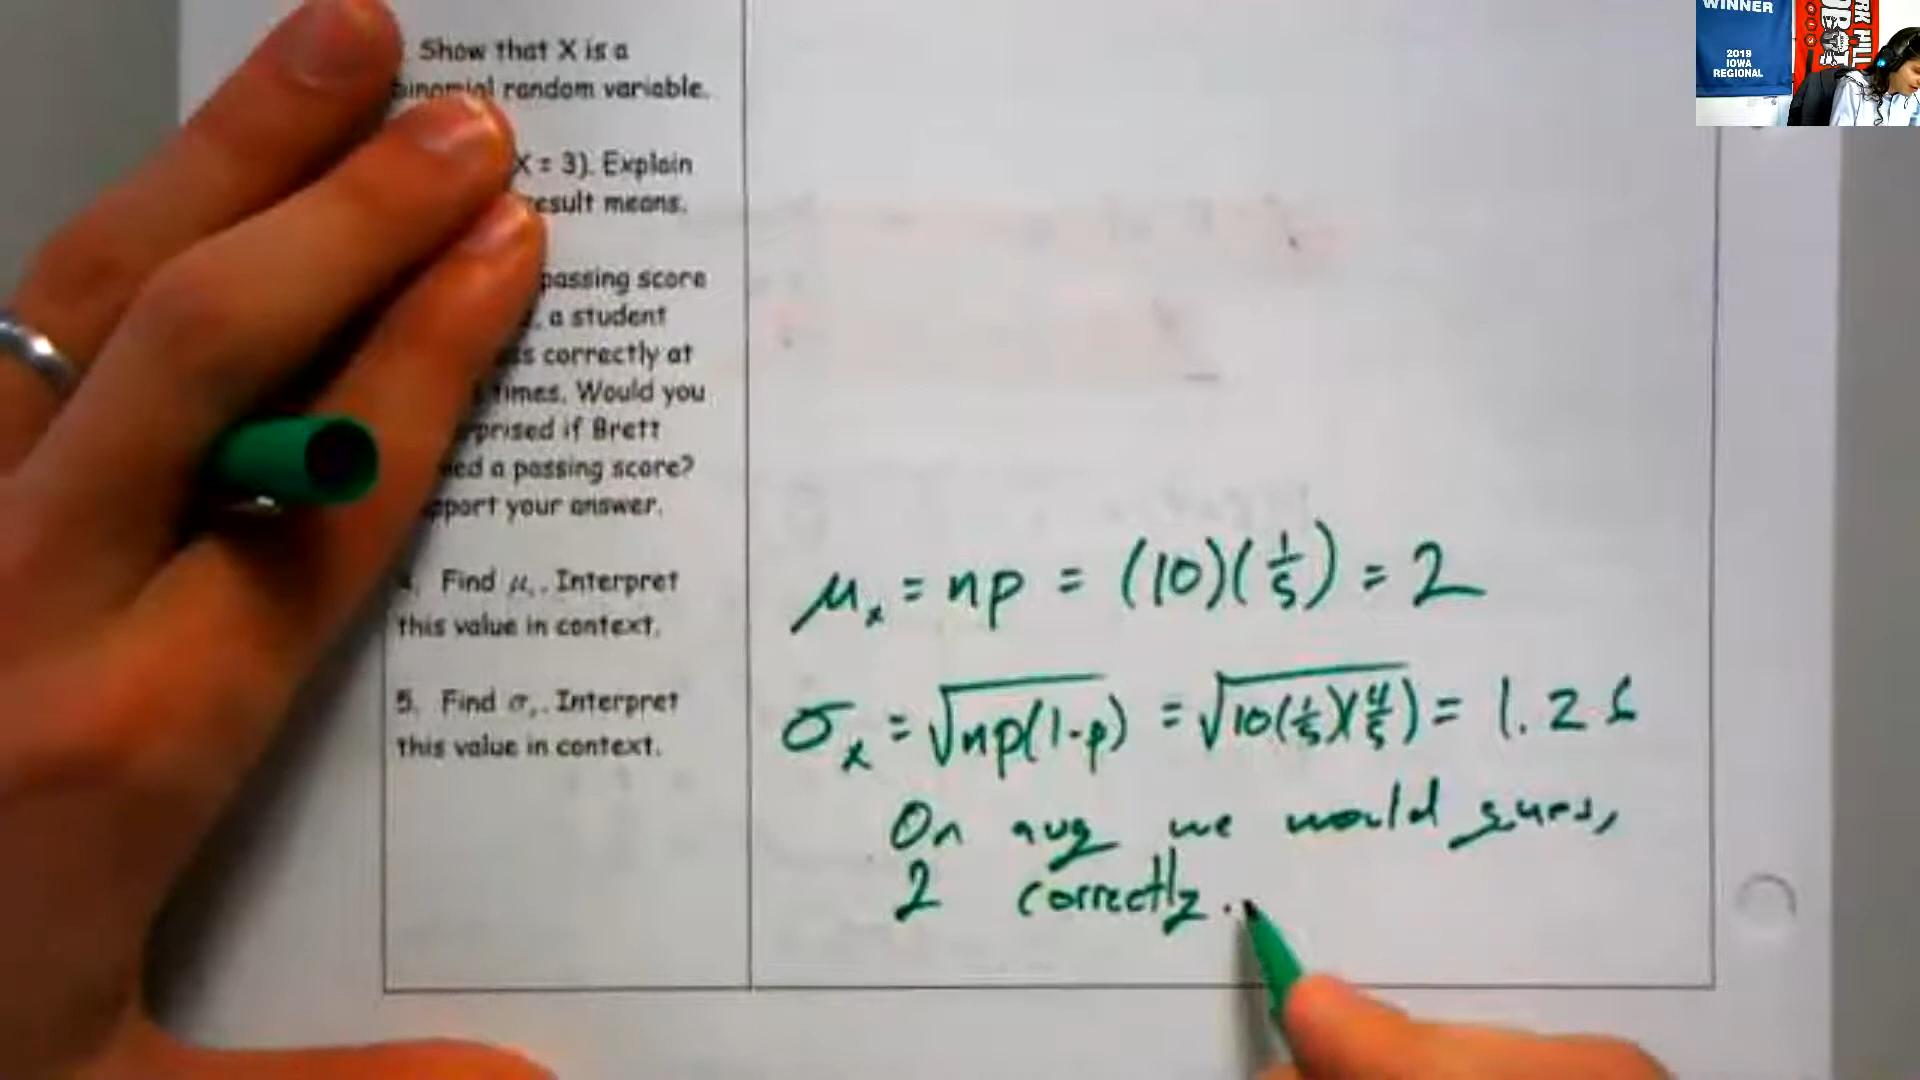 WINNER
2019
IOWA
REGIONAL
Show that X is a
binomial random variable.
X = 3). Explain
result means.
passing score
, a student
correctly at
times. Would you
if Brett
a passing score?
your answer.
Find μₓ. Interpret
this value in context.
5. Find σₓ. Interpret
this value in context.
μₓ = np = (10)(1/5) = 2
σₓ = √np(1-p) = √10(1/5)(4/5) = 1.26
On avg we would guess,
2 correctly.